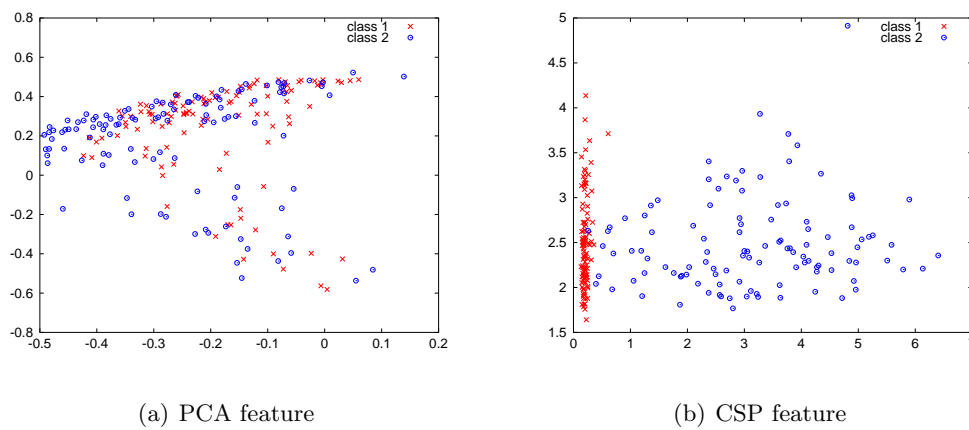 class 1
class 2
0.8
0.6
0.4
0.2
0
-0.2
-0.4
-0.6
-0.8
-0.5 -0.4 -0.3 -0.2 -0.1 0 0.1 0.2
(a) PCA feature
class 1
class 2
5
4.5
4
3.5
3
2.5
2
1.5
0 1 2 3 4 5 6 7
(b) CSP feature